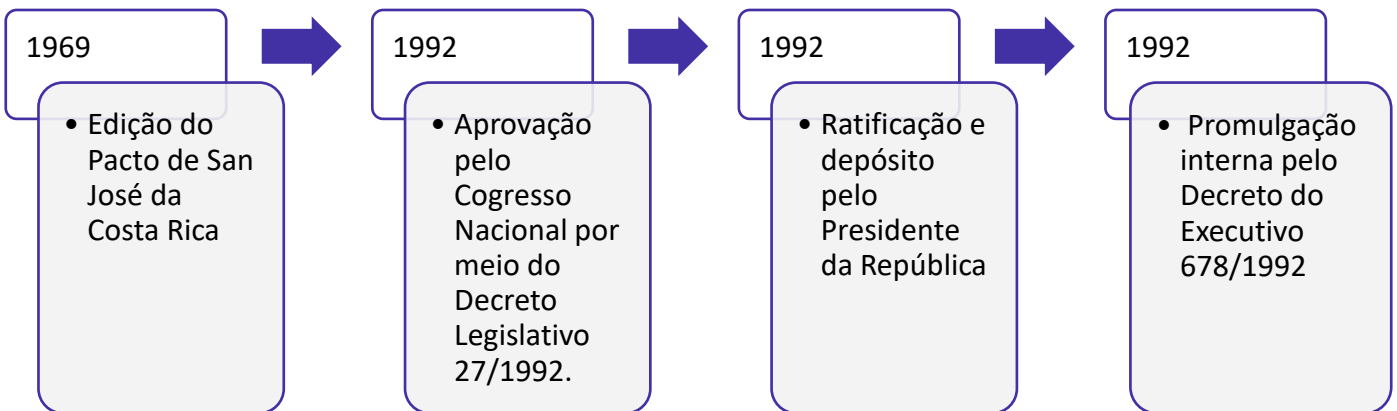 1969
• Edição do
Pacto de San
José da
Costa Rica
1992
• Aprovação
pelo
Cogresso
Nacional por
meio do
Decreto
Legislativo
27/1992.
1992
• Ratificação e
depósito
pelo
Presidente
da República
1992
• Promulgação
interna pelo
Decreto do
Executivo
678/1992